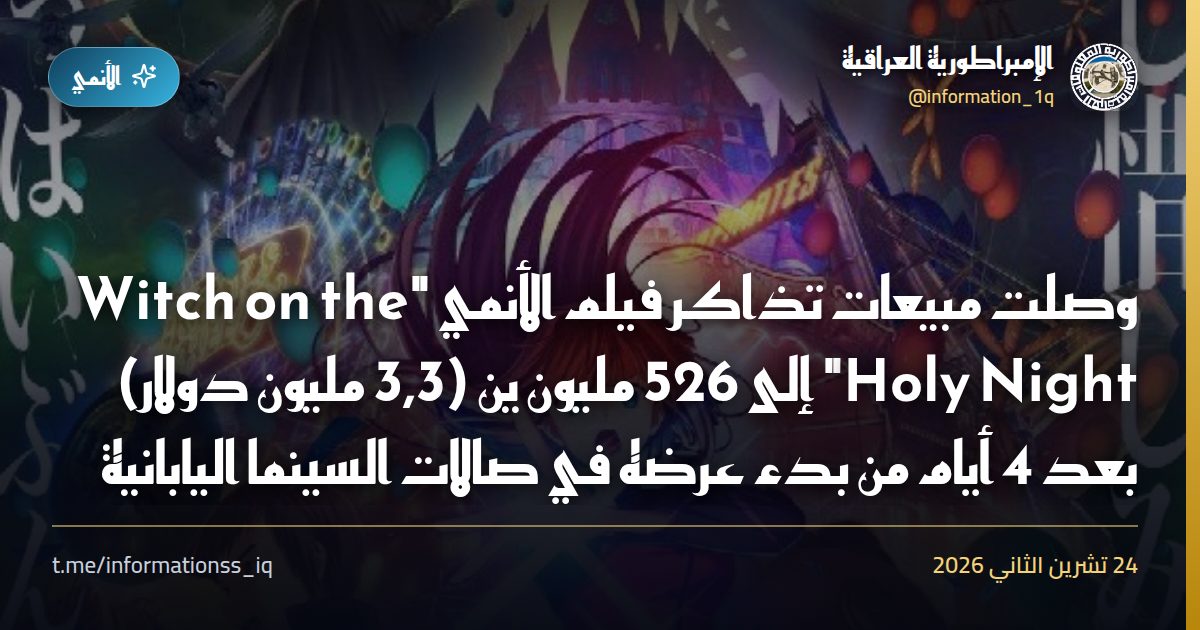 الإمبراطورية العراقية
@information_1q
الأنمي
وصلت مبيعات تذاكر فيلم الأنمي "Witch on the
Holy Night" إلى 526 مليون ين (3,3 مليون دولار)
بعد 4 أيام من بدء عرضه في صالات السينما اليابانية
24 تشرين الثاني 2026
t.me/informationss_iq